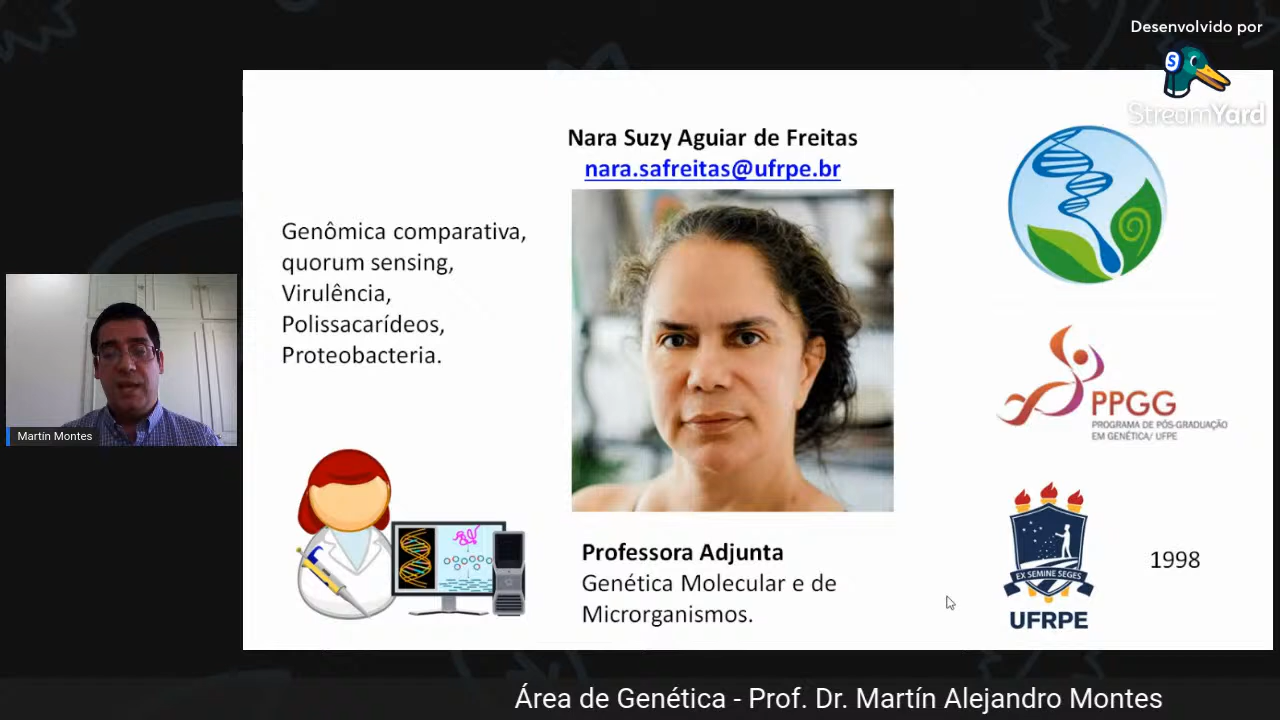 Desenvolvido por
S
StreamYard
Nara Suzy Aguiar de Freitas
nara.safreitas@ufrpe.br
Genômica comparativa,
quorum sensing,
Virulência,
Polissacarídeos,
Proteobacteria.
Martín Montes
PPGG
PROGRAMA DE PÓS-GRADUAÇÃO
EM GENÉTICA/ UFPE
EX SEMINE SEGES
UFRPE
1998
Professora Adjunta
Genética Molecular e de
Microrganismos.
Área de Genética - Prof. Dr. Martín Alejandro Montes